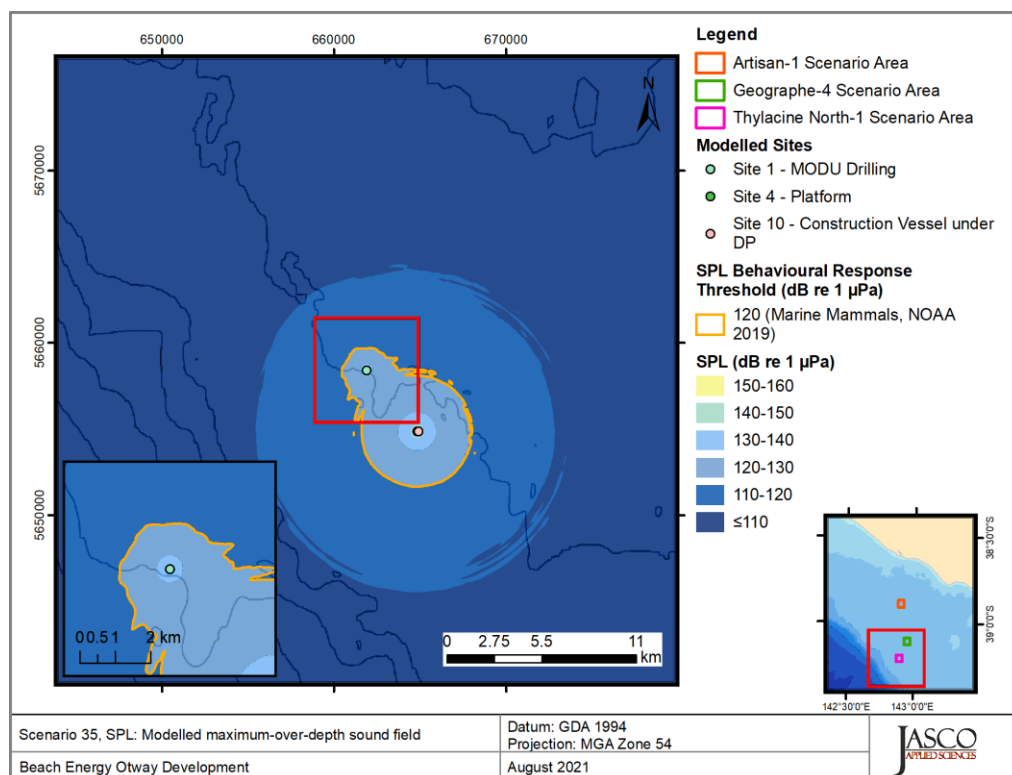 650000
660000
670000
5670000
5660000
5650000
N
0 0.5 1 2 km
0 2.75 5.5 11
km
Legend
Artisan-1 Scenario Area
Geographe-4 Scenario Area
Thylacine North-1 Scenario Area
Modelled Sites
Site 1 - MODU Drilling
Site 4 - Platform
Site 10 - Construction Vessel under
DP
SPL Behavioural Response
Threshold (dB re 1 µPa)
120 (Marine Mammals, NOAA
2019)
SPL (dB re 1 µPa)
150-160
140-150
130-140
120-130
110-120
≤110
38°30'0"S
39°0'0"S
142°30'0"E
143°0'0"E
Scenario 35, SPL: Modelled maximum-over-depth sound field
Beach Energy Otway Development
Datum: GDA 1994
Projection: MGA Zone 54
August 2021
JASCO
APPLIED SCIENCES